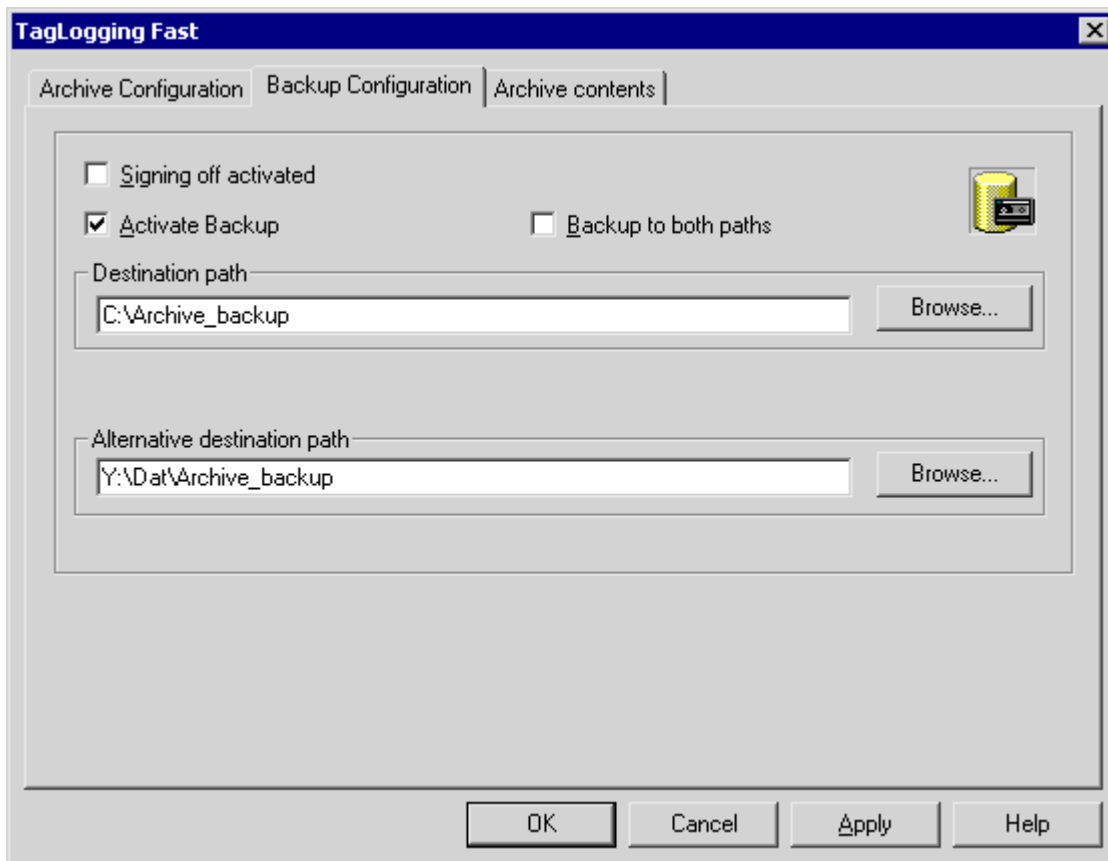 TagLogging Fast
Archive Configuration Backup Configuration Archive contents
Signing off activated
Activate Backup Backup to both paths
Destination path
C:\Archive_backup Browse...
Alternative destination path
Y:\Dat\Archive_backup Browse...
OK Cancel Apply Help